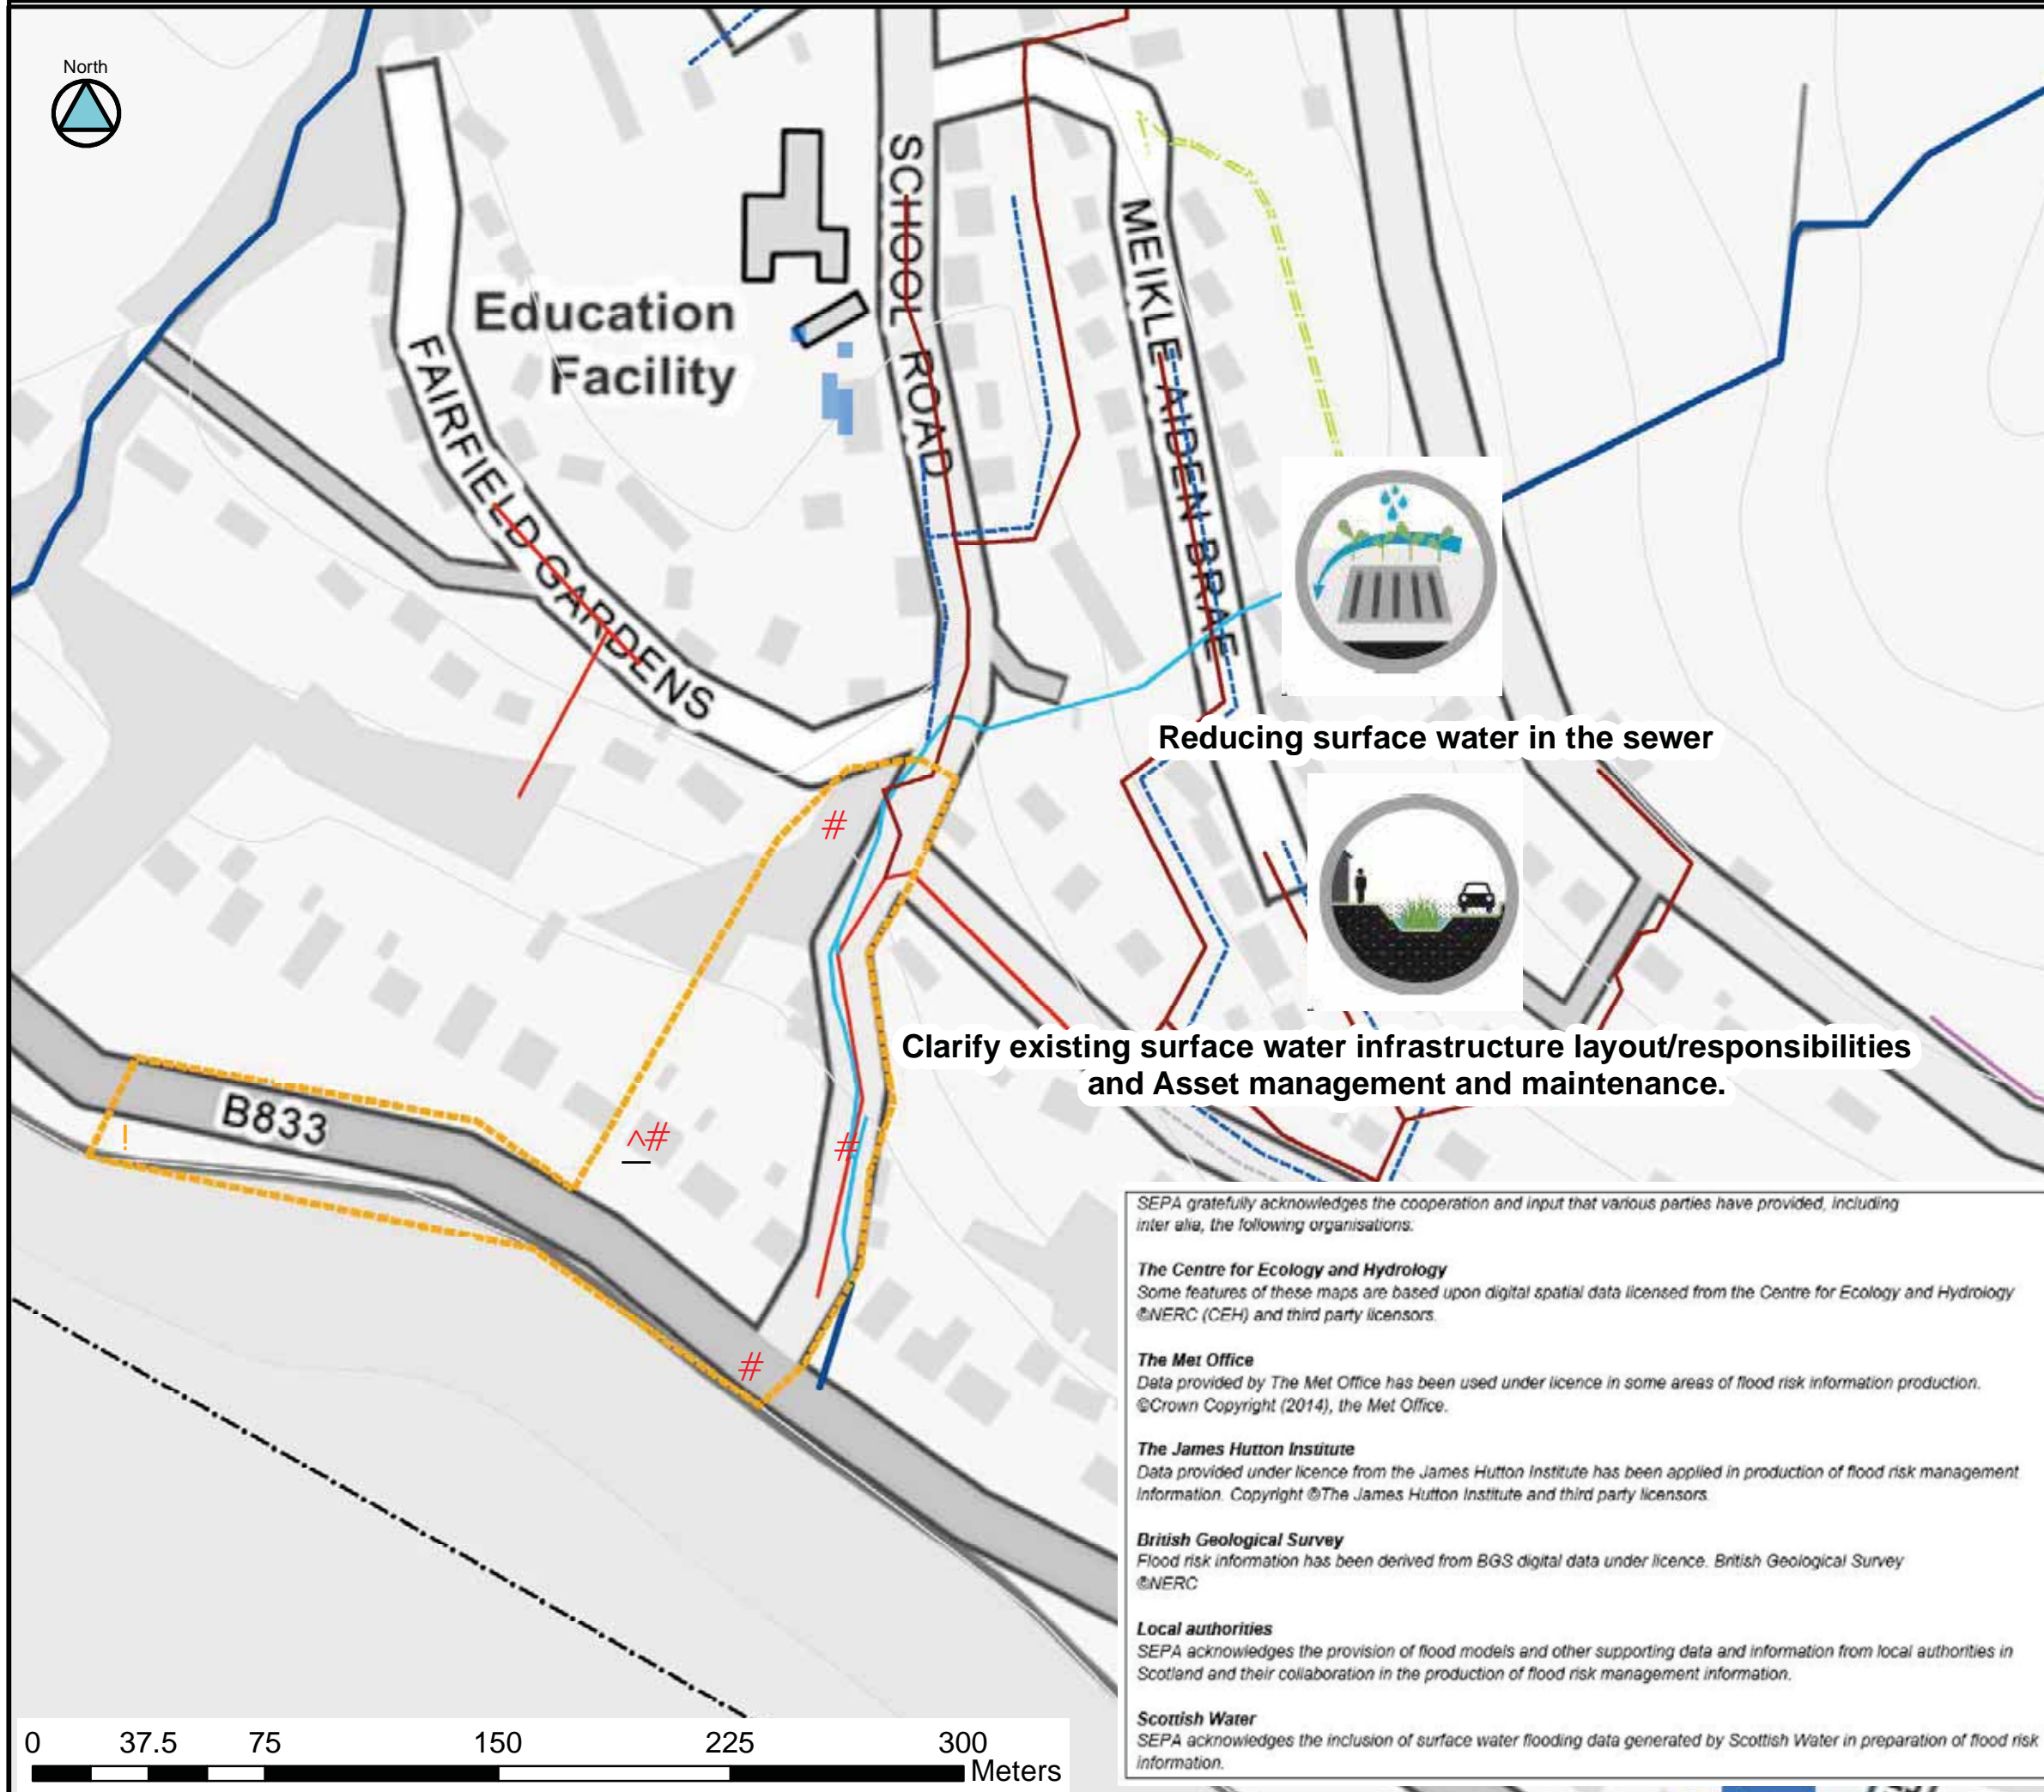 North
SCHOOL ROAD
MEIKLE AIDEN BRAE
Education
Facility
FAIRFIELD GARDENS
Reducing surface water in the sewer
#
Clarify existing surface water infrastructure layout/responsibilities
and Asset management and maintenance.
B833
!
^#
#
#
SEPA gratefully acknowledges the cooperation and input that various parties have provided, including
inter alia, the following organisations:
The Centre for Ecology and Hydrology
Some features of these maps are based upon digital spatial data licensed from the Centre for Ecology and Hydrology
©NERC (CEH) and third party licensors.
The Met Office
Data provided by The Met Office has been used under licence in some areas of flood risk information production.
©Crown Copyright (2014), the Met Office.
The James Hutton Institute
Data provided under licence from the James Hutton Institute has been applied in production of flood risk management
information. Copyright ©The James Hutton Institute and third party licensors.
British Geological Survey
Flood risk information has been derived from BGS digital data under licence. British Geological Survey
©NERC
Local authorities
SEPA acknowledges the provision of flood models and other supporting data and information from local authorities in
Scotland and their collaboration in the production of flood risk management information.
Scottish Water
SEPA acknowledges the inclusion of surface water flooding data generated by Scottish Water in preparation of flood risk
information.
0 37.5 75 150 225 300
Meters